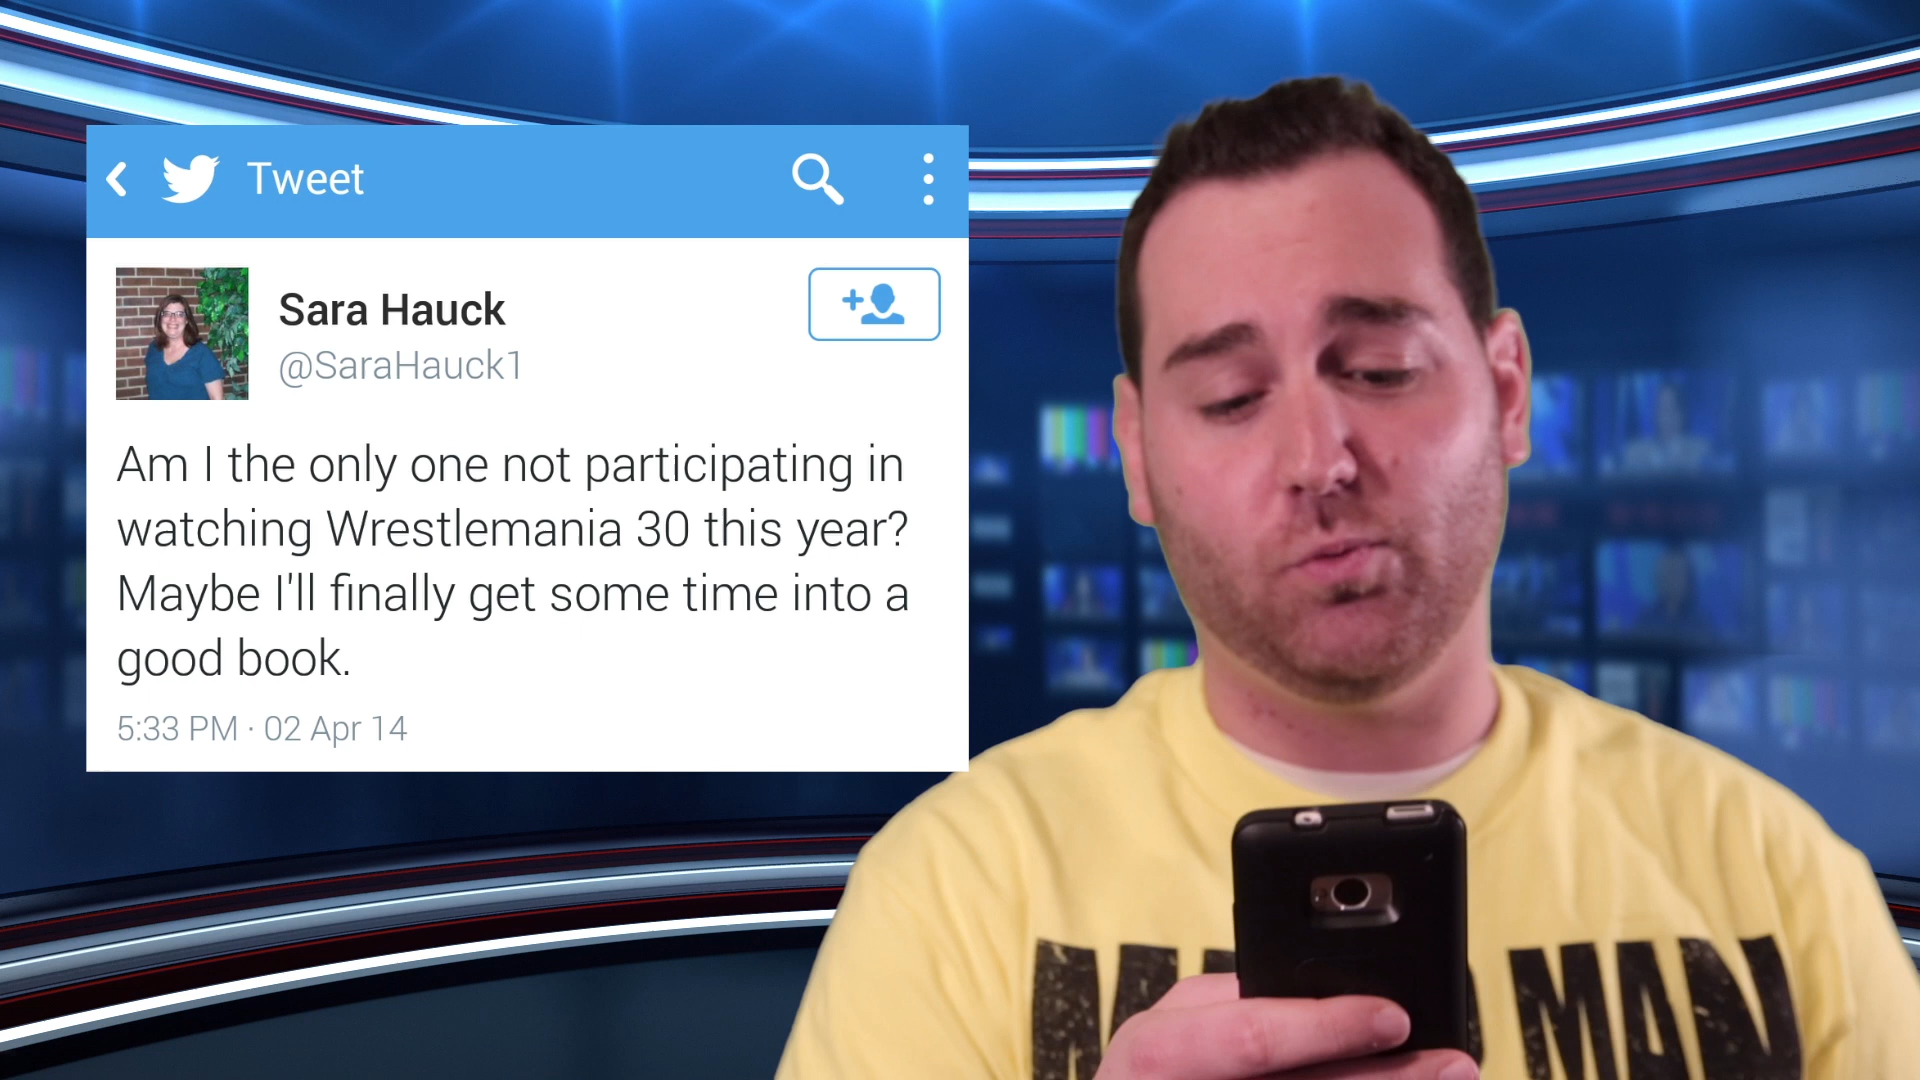 Tweet
Sara Hauck
@SaraHauck1
Am I the only one not participating in
watching Wrestlemania 30 this year?
Maybe I'll finally get some time into a
good book.
5:33 PM · 02 Apr 14
MAN